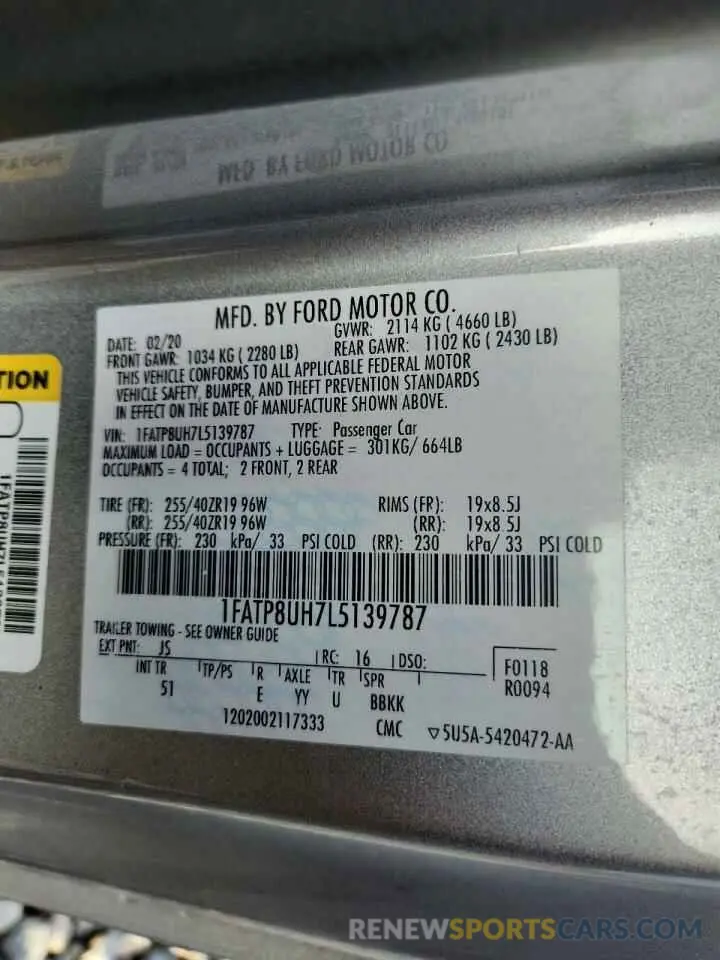 MFD. BY FORD MOTOR CO
MFD. BY FORD MOTOR CO.
DATE: 02/20 GVWR: 2114 KG ( 4660 LB)
FRONT GAWR: 1034 KG ( 2280 LB) REAR GAWR: 1102 KG ( 2430 LB)
THIS VEHICLE CONFORMS TO ALL APPLICABLE FEDERAL MOTOR
VEHICLE SAFETY, BUMPER, AND THEFT PREVENTION STANDARDS
IN EFFECT ON THE DATE OF MANUFACTURE SHOWN ABOVE.
VIN: 1FATP8UH7L5139787 TYPE: Passenger Car
MAXIMUM LOAD = OCCUPANTS + LUGGAGE = 301KG/ 664LB
OCCUPANTS = 4 TOTAL; 2 FRONT, 2 REAR
TIRE (FR): 255/40ZR19 96W RIMS (FR): 19x8.5J
(RR): 255/40ZR19 96W (RR): 19x8 5J
PRESSURE (FR): 230 kPa/ 33 PSI COLD (RR): 230 kPa/ 33 PSI COLD
1FATP8UH7L5139787
TRAILER TOWING - SEE OWNER GUIDE
EXT PNT: JS RC: 16 DSO: F0118
INT TR TP/PS R AXLE TR SPR R0094
51 E YY U BBKK
1202002117333 CMC ▽5U5A-5420472-AA
TION
RENEWSPORTSCARS.COM